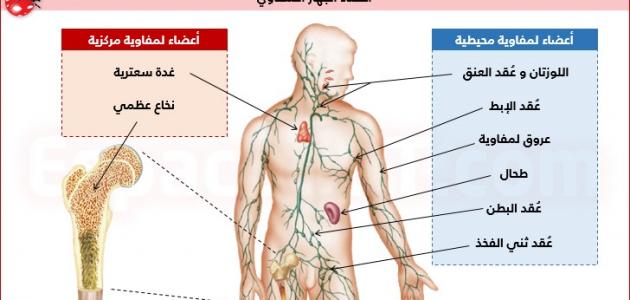 أعضاء لمفاوية محيطية
اللوزتان و عُقد العنق
عُقد الإبط
عروق لمفاوية
طحال
عُقد البطن
عُقد ثني الفخذ
أعضاء لمفاوية مركزية
غدة سعترية
نخاع عظمي